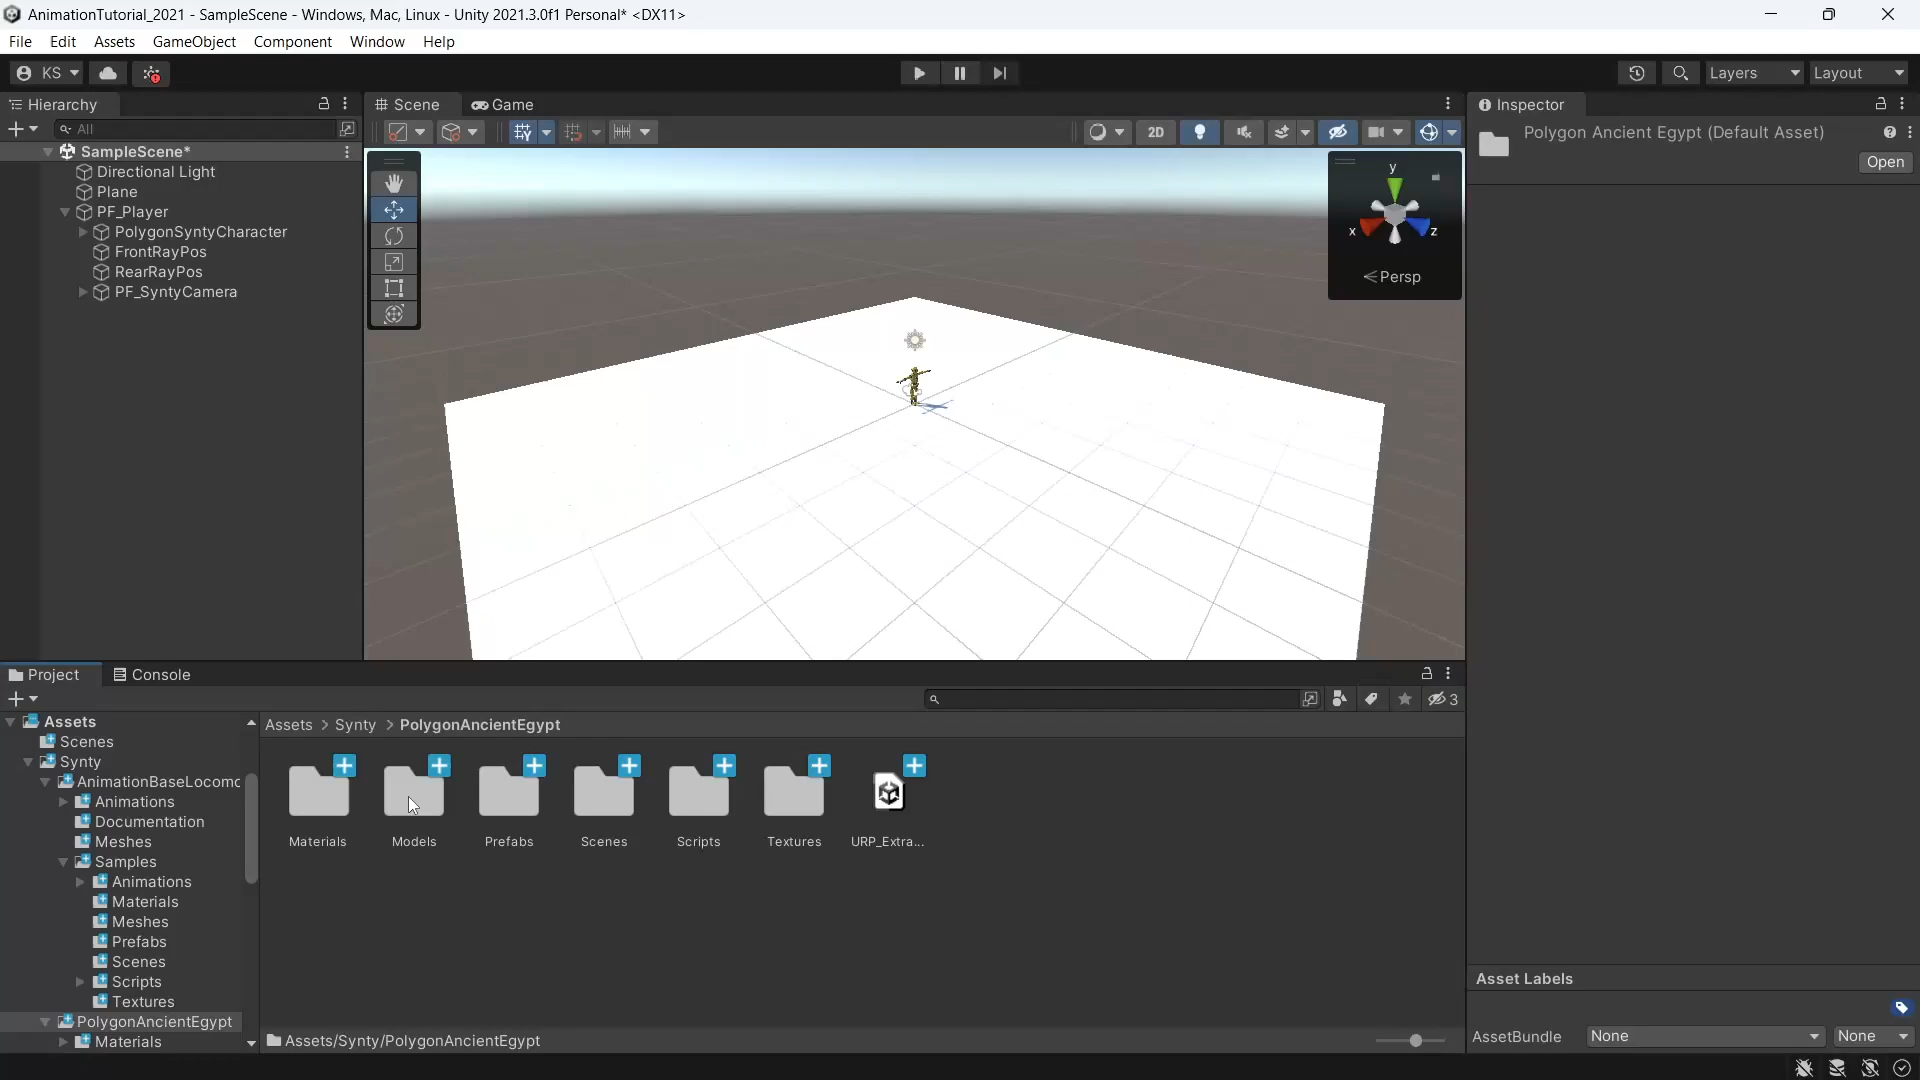 AnimationTutorial_2021 - SampleScene - Windows, Mac, Linux - Unity 2021.3.0f1 Personal* <DX11>
File Edit Assets GameObject Component Window Help
KS Layers Layout
Hierarchy
All
SampleScene*
Directional Light
Plane
PF_Player
PolygonSyntyCharacter
FrontRayPos
RearRayPos
PF_SyntyCamera
Scene Game
2D
y
x z
Persp
Inspector
Polygon Ancient Egypt (Default Asset)
Open
Project Console
3
Assets
Scenes
Synty
AnimationBaseLocomo
Animations
Documentation
Meshes
Samples
Animations
Materials
Meshes
Prefabs
Scenes
Scripts
Textures
PolygonAncientEgypt
Materials
Assets > Synty > PolygonAncientEgypt
Materials Models Prefabs Scenes Scripts Textures URP_Extra...
Assets/Synty/PolygonAncientEgypt
Asset Labels
AssetBundle None None